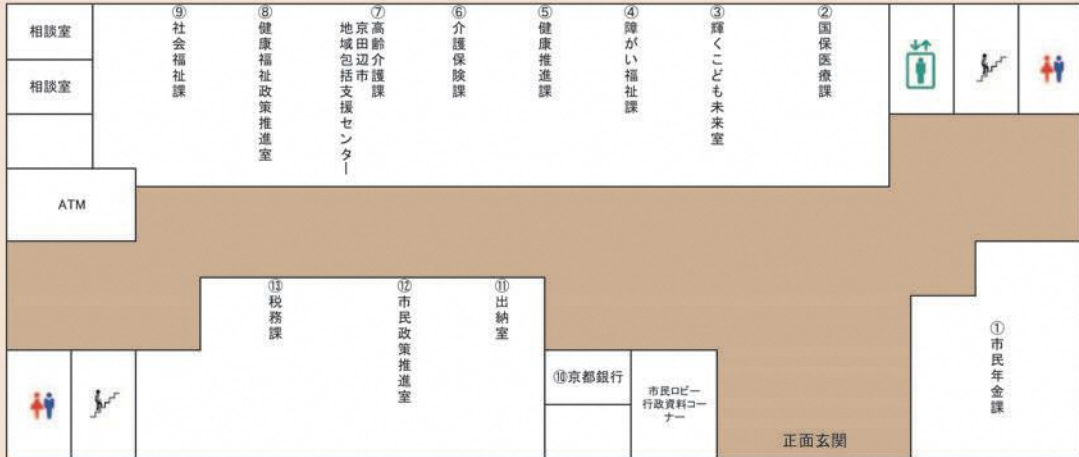 相談室
相談室
ATM
⑨社会福祉課
⑧健康福祉政策推進室
⑦高齢介護課
京田辺市
地域包括支援センター
⑥介護保険課
⑤健康推進課
④障がい福祉課
③輝くこども未来室
②国保医療課
⑬税務課
⑫市民政策推進室
⑪出納室
⑩京都銀行
市民ロビー
行政資料コー
ナー
正面玄関
①市民年金課